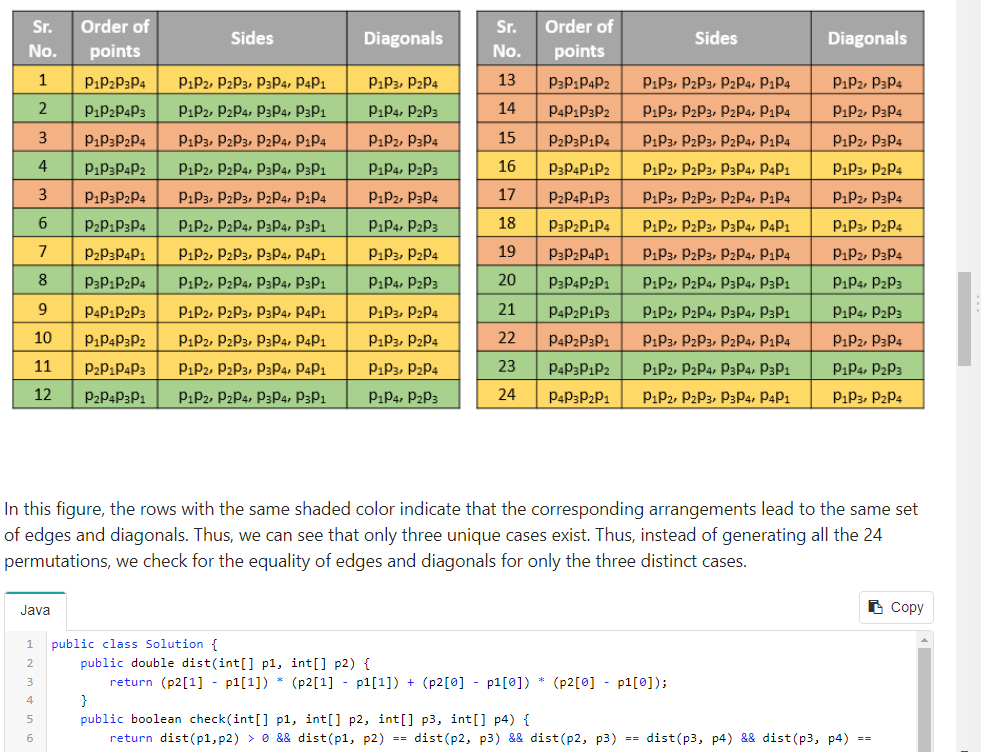 Sr. No. Order of points Sides Diagonals
1 p₁p₂p₃p₄ p₁p₂, p₂p₃, p₃p₄, p₄p₁ p₁p₃, p₂p₄
2 p₁p₂p₄p₃ p₁p₂, p₂p₄, p₃p₄, p₃p₁ p₁p₄, p₂p₃
3 p₁p₃p₂p₄ p₁p₃, p₂p₃, p₂p₄, p₁p₄ p₁p₂, p₃p₄
4 p₁p₃p₄p₂ p₁p₂, p₂p₄, p₃p₄, p₃p₁ p₁p₄, p₂p₃
3 p₁p₃p₂p₄ p₁p₃, p₂p₃, p₂p₄, p₁p₄ p₁p₂, p₃p₄
6 p₂p₁p₃p₄ p₁p₂, p₂p₄, p₃p₄, p₃p₁ p₁p₄, p₂p₃
7 p₂p₃p₄p₁ p₁p₂, p₂p₃, p₃p₄, p₄p₁ p₁p₃, p₂p₄
8 p₃p₁p₂p₄ p₁p₂, p₂p₄, p₃p₄, p₃p₁ p₁p₄, p₂p₃
9 p₄p₁p₂p₃ p₁p₂, p₂p₃, p₃p₄, p₄p₁ p₁p₃, p₂p₄
10 p₁p₄p₃p₂ p₁p₂, p₂p₃, p₃p₄, p₄p₁ p₁p₃, p₂p₄
11 p₂p₁p₄p₃ p₁p₂, p₂p₃, p₃p₄, p₄p₁ p₁p₃, p₂p₄
12 p₂p₄p₃p₁ p₁p₂, p₂p₄, p₃p₄, p₃p₁ p₁p₄, p₂p₃
Sr. No. Order of points Sides Diagonals
13 p₃p₁p₄p₂ p₁p₃, p₂p₃, p₂p₄, p₁p₄ p₁p₂, p₃p₄
14 p₄p₁p₃p₂ p₁p₃, p₂p₃, p₂p₄, p₁p₄ p₁p₂, p₃p₄
15 p₂p₃p₁p₄ p₁p₃, p₂p₃, p₂p₄, p₁p₄ p₁p₂, p₃p₄
16 p₃p₄p₁p₂ p₁p₂, p₂p₃, p₃p₄, p₄p₁ p₁p₃, p₂p₄
17 p₂p₄p₁p₃ p₁p₃, p₂p₃, p₂p₄, p₁p₄ p₁p₂, p₃p₄
18 p₃p₂p₁p₄ p₁p₂, p₂p₃, p₃p₄, p₄p₁ p₁p₃, p₂p₄
19 p₃p₂p₄p₁ p₁p₃, p₂p₃, p₂p₄, p₁p₄ p₁p₂, p₃p₄
20 p₃p₄p₂p₁ p₁p₂, p₂p₄, p₃p₄, p₃p₁ p₁p₄, p₂p₃
21 p₄p₂p₁p₃ p₁p₂, p₂p₄, p₃p₄, p₃p₁ p₁p₄, p₂p₃
22 p₄p₂p₃p₁ p₁p₃, p₂p₃, p₂p₄, p₁p₄ p₁p₂, p₃p₄
23 p₄p₃p₁p₂ p₁p₂, p₂p₄, p₃p₄, p₃p₁ p₁p₄, p₂p₃
24 p₄p₃p₂p₁ p₁p₂, p₂p₃, p₃p₄, p₄p₁ p₁p₃, p₂p₄
In this figure, the rows with the same shaded color indicate that the corresponding arrangements lead to the same set
of edges and diagonals. Thus, we can see that only three unique cases exist. Thus, instead of generating all the 24
permutations, we check for the equality of edges and diagonals for only the three distinct cases.
Java
Copy
1 public class Solution {
2 public double dist(int[] p1, int[] p2) {
3 return (p2[1] - p1[1]) * (p2[1] - p1[1]) + (p2[0] - p1[0]) * (p2[0] - p1[0]);
4 }
5 public boolean check(int[] p1, int[] p2, int[] p3, int[] p4) {
6 return dist(p1,p2) > 0 && dist(p1, p2) == dist(p2, p3) && dist(p2, p3) == dist(p3, p4) && dist(p3, p4) ==